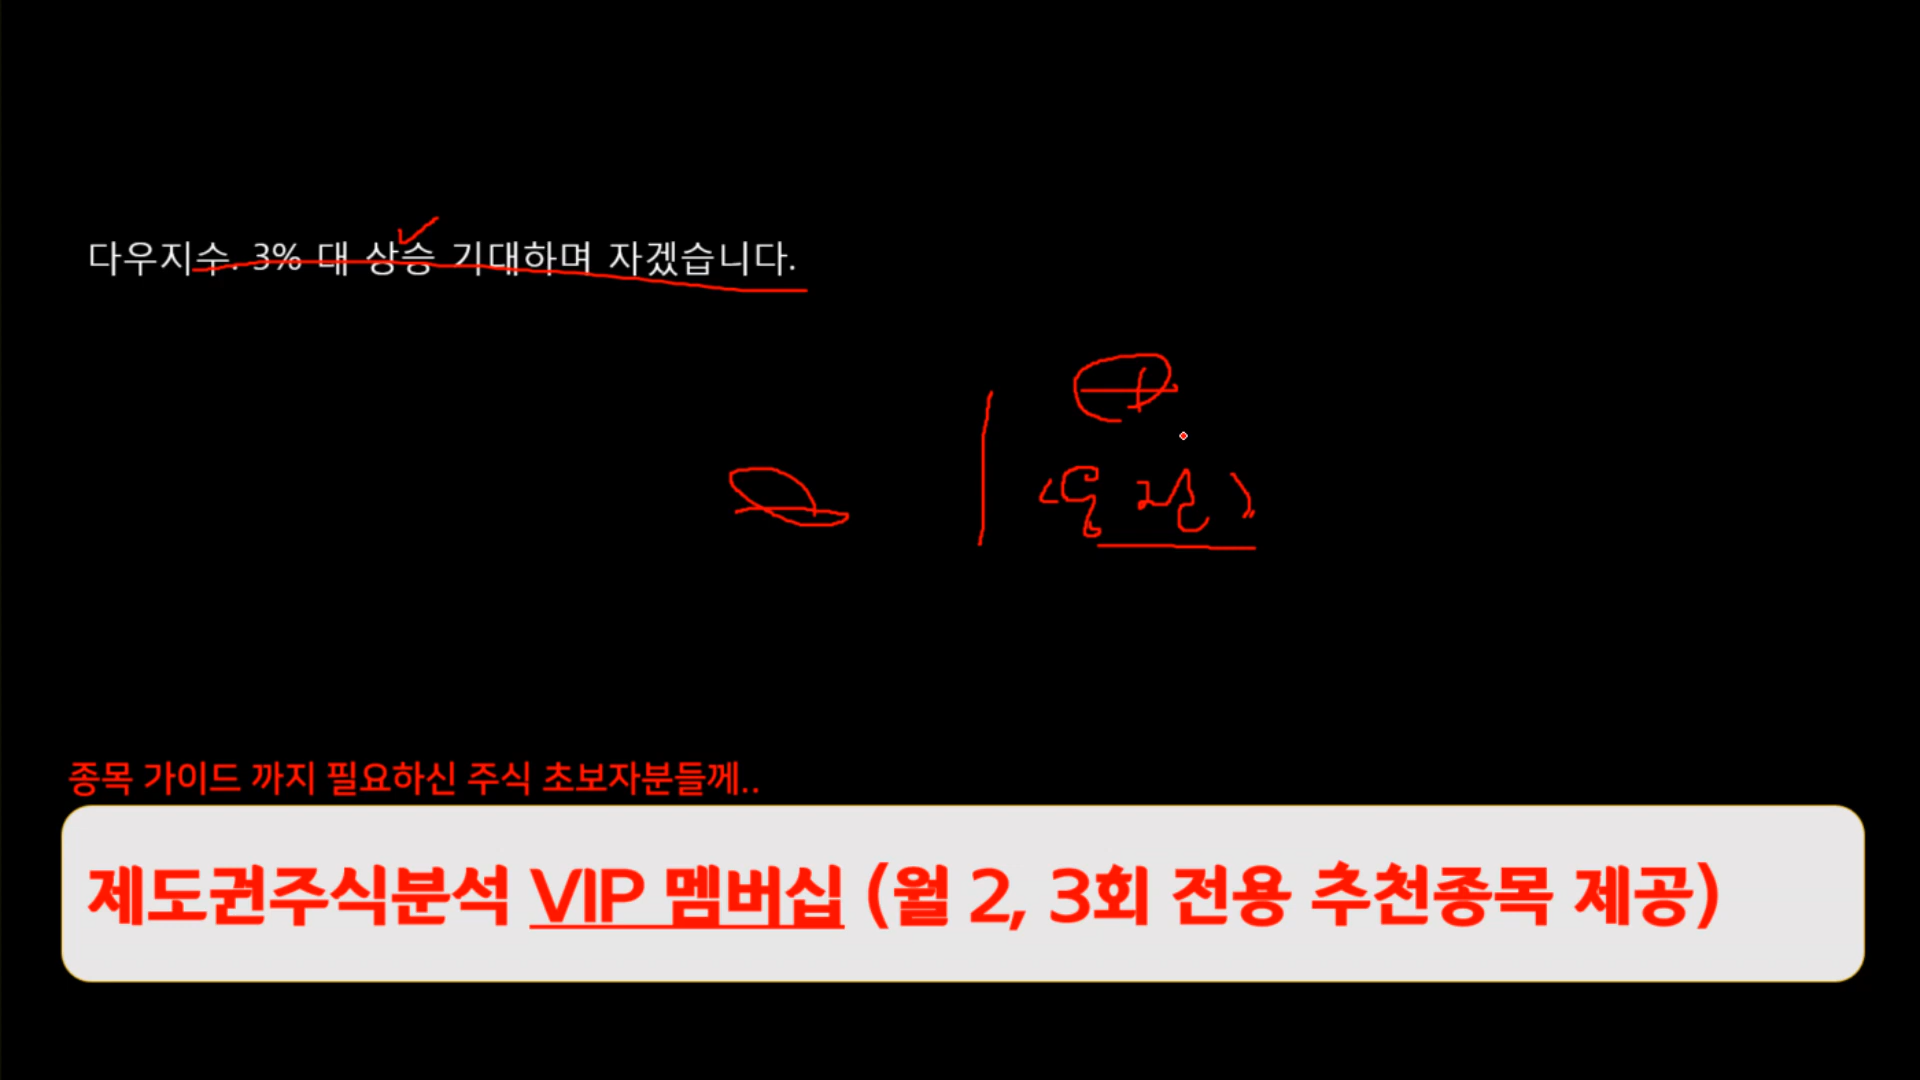 다우지수. 3% 대 상승 기대하며 자겠습니다.
종목 가이드 까지 필요하신 주식 초보자분들께..
제도권주식분석 VIP 멤버십 (월 2, 3회 전용 추천종목 제공)